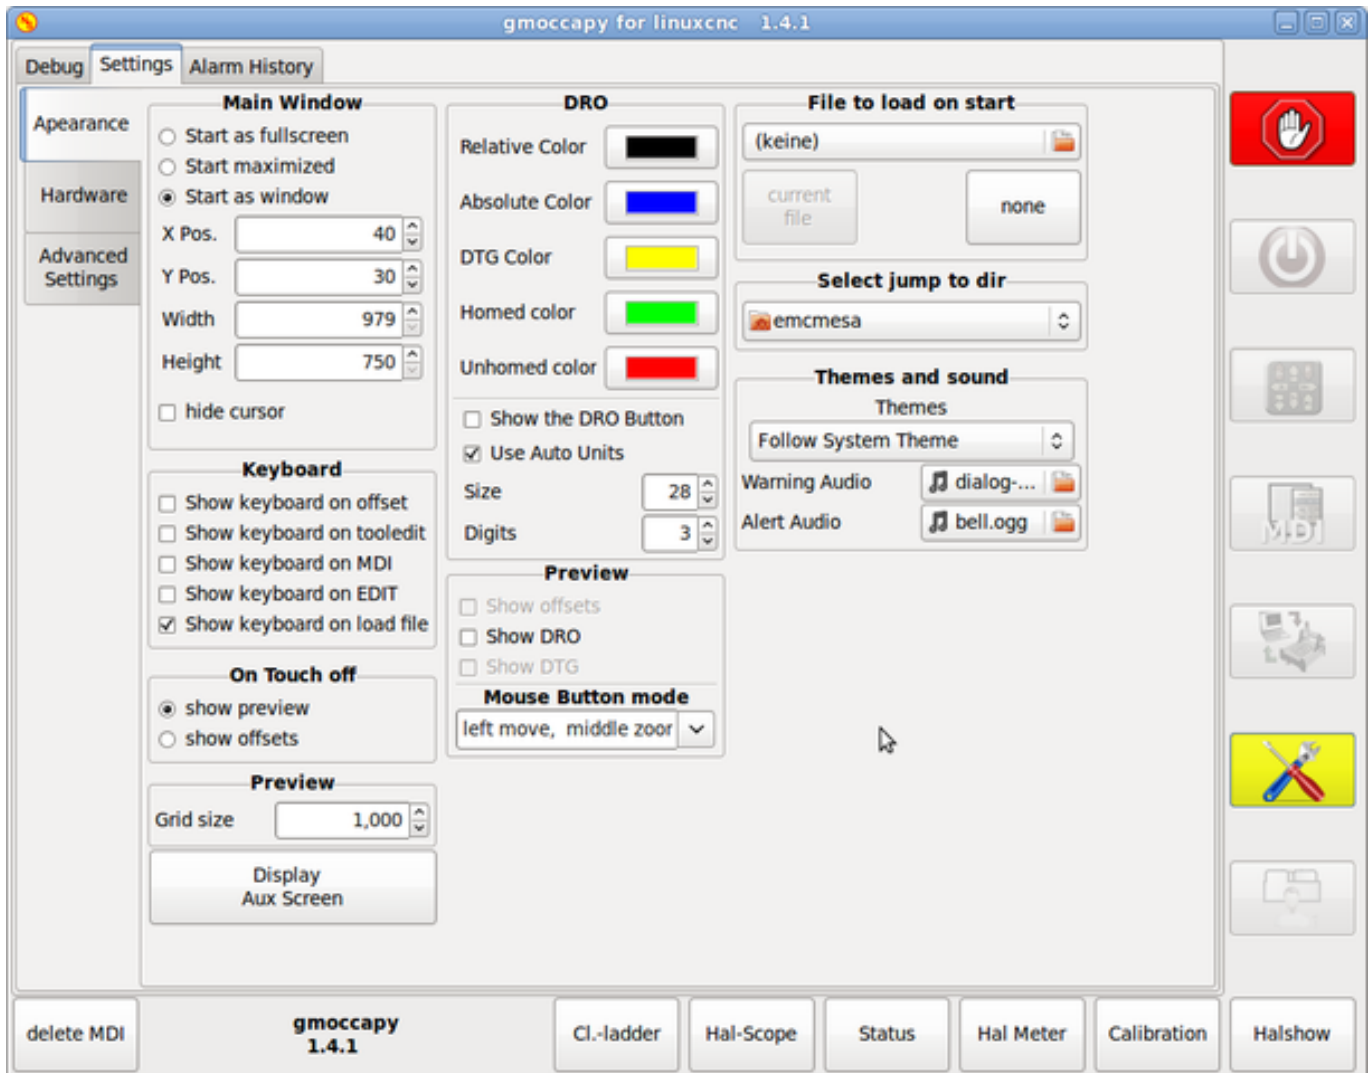 gmoccapy for linuxcnc 1.4.1
Debug
Settings
Alarm History
Apearance
Hardware
Advanced
Settings
Main Window
Start as fullscreen
Start maximized
Start as window
X Pos. 40
Y Pos. 30
Width 979
Height 750
hide cursor
Keyboard
Show keyboard on offset
Show keyboard on tooledit
Show keyboard on MDI
Show keyboard on EDIT
Show keyboard on load file
On Touch off
show preview
show offsets
Preview
Grid size 1,000
Display
Aux Screen
DRO
Relative Color
Absolute Color
DTG Color
Homed color
Unhomed color
Show the DRO Button
Use Auto Units
Size 28
Digits 3
Preview
Show offsets
Show DRO
Show DTG
Mouse Button mode
left move, middle zoor
File to load on start
(keine)
current
file
none
Select jump to dir
emcmesa
Themes and sound
Themes
Follow System Theme
Warning Audio dialog-...
Alert Audio bell.ogg
MDI
delete MDI
gmoccapy
1.4.1
Cl.-ladder
Hal-Scope
Status
Hal Meter
Calibration
Halshow